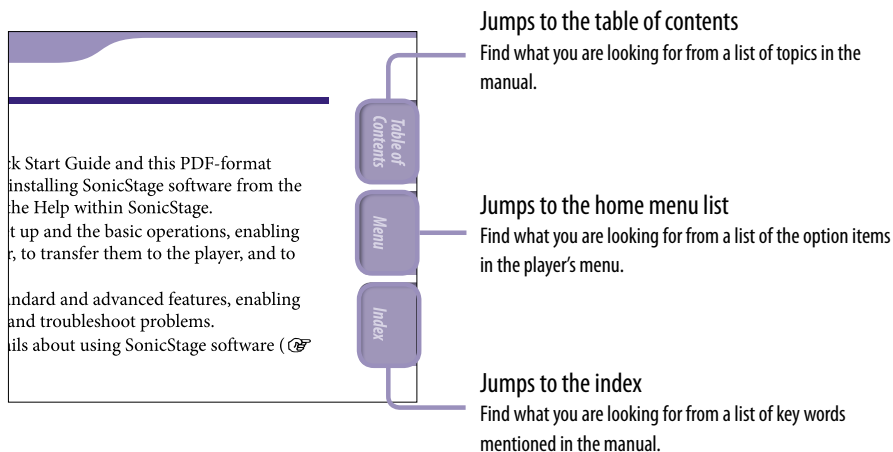 Jumps to the table of contents
Find what you are looking for from a list of topics in the
manual.
Table of
Contents
k Start Guide and this PDF-format
installing SonicStage software from the
the Help within SonicStage.
t up and the basic operations, enabling
r, to transfer them to the player, and to
ndard and advanced features, enabling
and troubleshoot problems.
ils about using SonicStage software (☞
Menu
Jumps to the home menu list
Find what you are looking for from a list of the option items
in the player's menu.
Index
Jumps to the index
Find what you are looking for from a list of key words
mentioned in the manual.